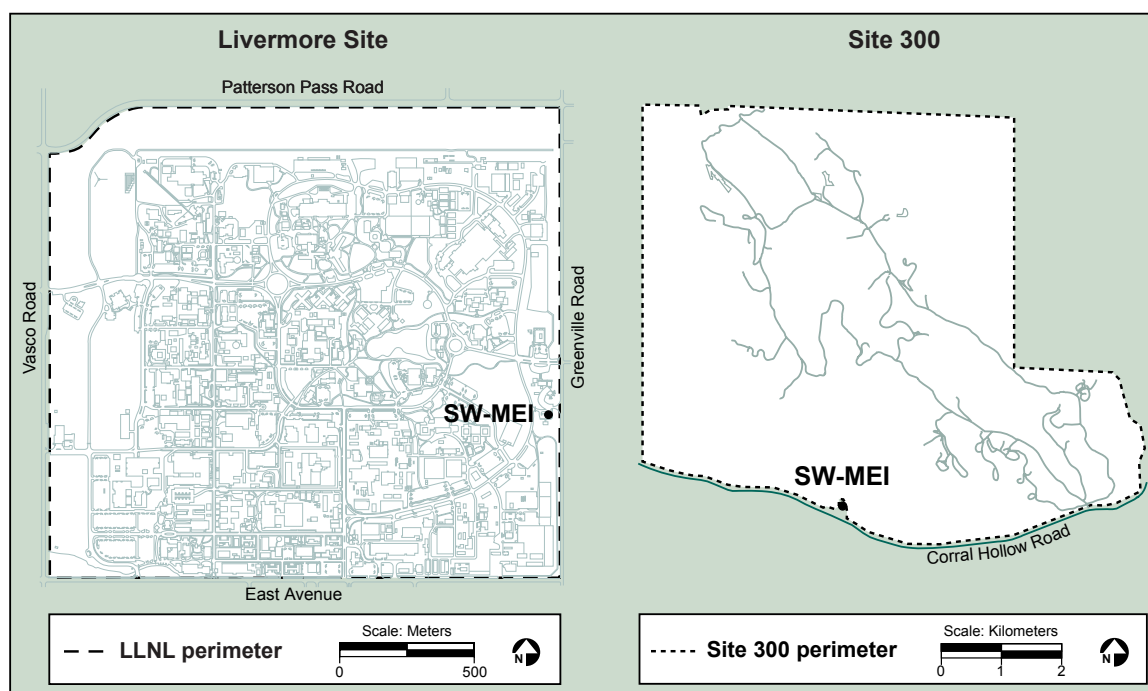 Livermore Site
Patterson Pass Road
Vasco Road
Greenville Road
SW-MEI
East Avenue
LLNL perimeter
Scale: Meters
0 500
N
Site 300
SW-MEI
Corral Hollow Road
Site 300 perimeter
Scale: Kilometers
0 1 2
N